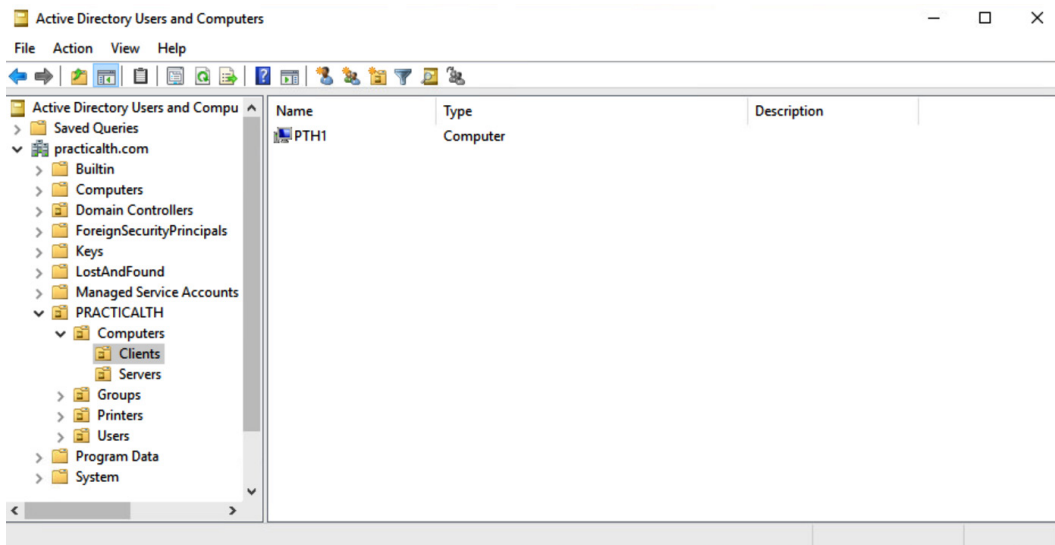 Active Directory Users and Computers
File Action View Help
Active Directory Users and Compu
Saved Queries
practicalth.com
Builtin
Computers
Domain Controllers
ForeignSecurityPrincipals
Keys
LostAndFound
Managed Service Accounts
PRACTICALTH
Computers
Clients
Servers
Groups
Printers
Users
Program Data
System
Name Type Description
PTH1 Computer